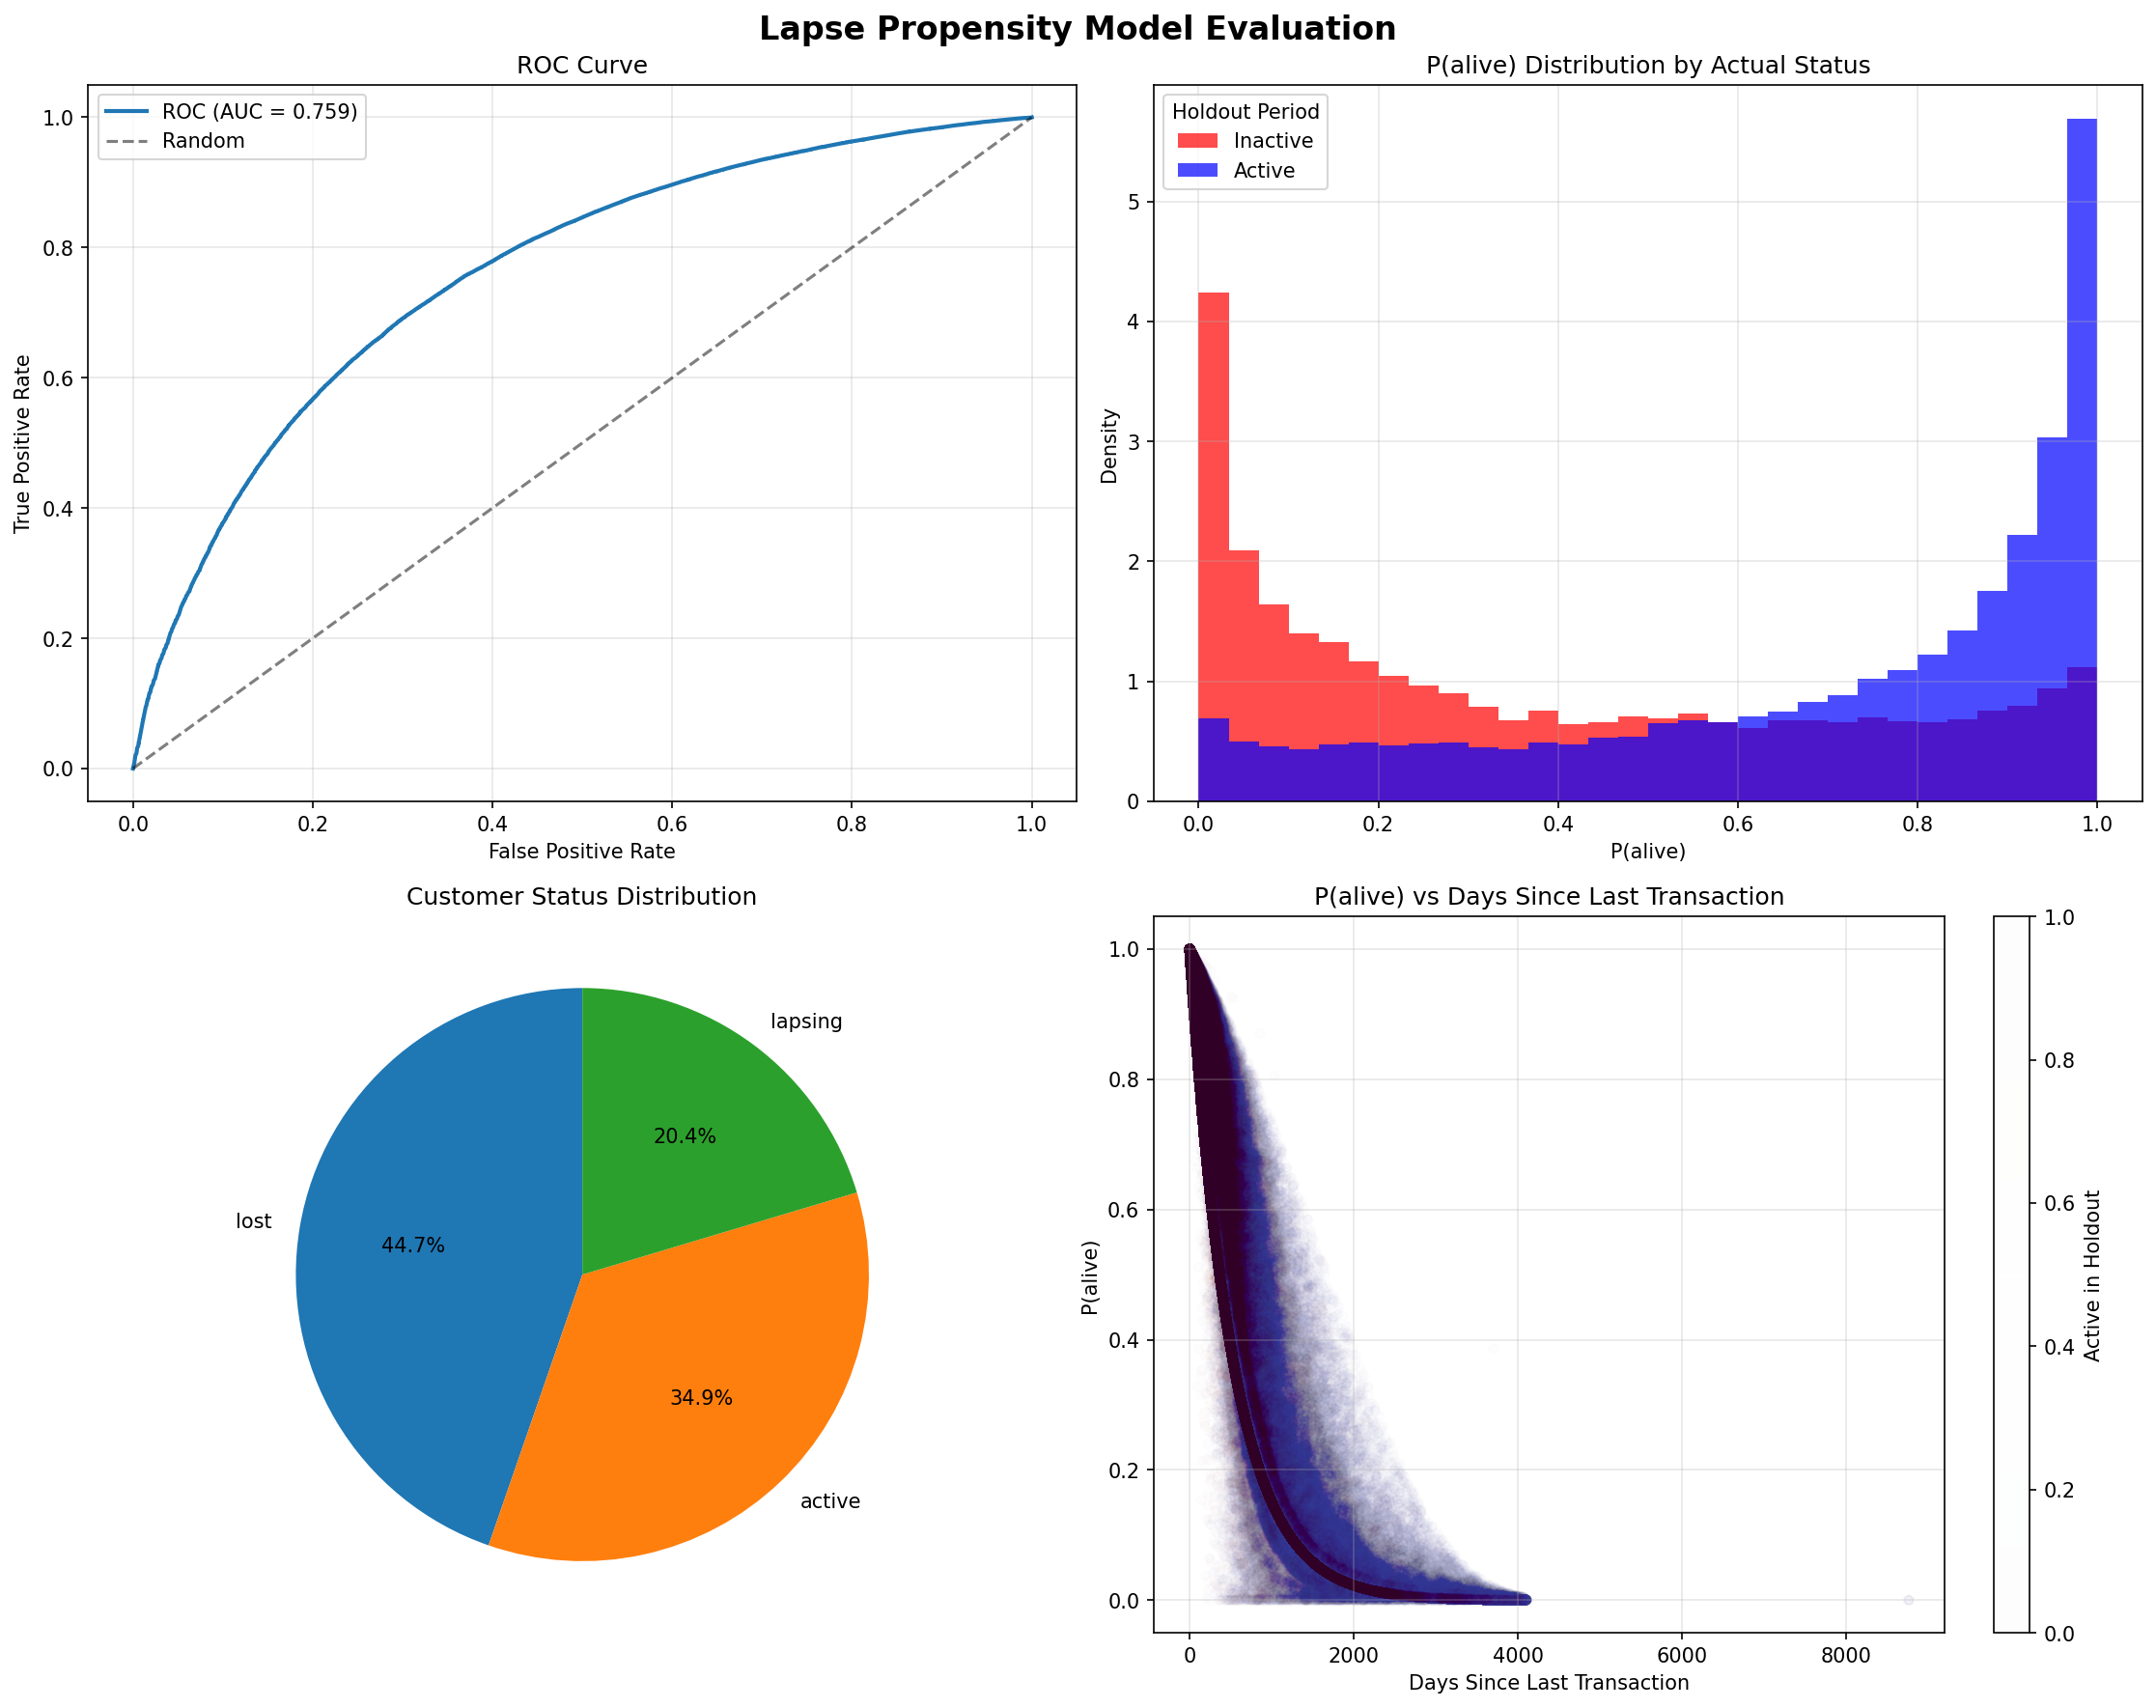 Lapse Propensity Model Evaluation
ROC Curve
ROC (AUC = 0.759)
Random
True Positive Rate
1.0
0.8
0.6
0.4
0.2
0.0
0.0 0.2 0.4 0.6 0.8 1.0
False Positive Rate
P(alive) Distribution by Actual Status
Holdout Period
Inactive
Active
Density
5
4
3
2
1
0
0.0 0.2 0.4 0.6 0.8 1.0
P(alive)
Customer Status Distribution
lapsing
20.4%
lost
44.7%
34.9%
active
P(alive) vs Days Since Last Transaction
P(alive)
1.0
0.8
0.6
0.4
0.2
0.0
0 2000 4000 6000 8000
Days Since Last Transaction
1.0
0.8
0.6
0.4
0.2
0.0
Active in Holdout